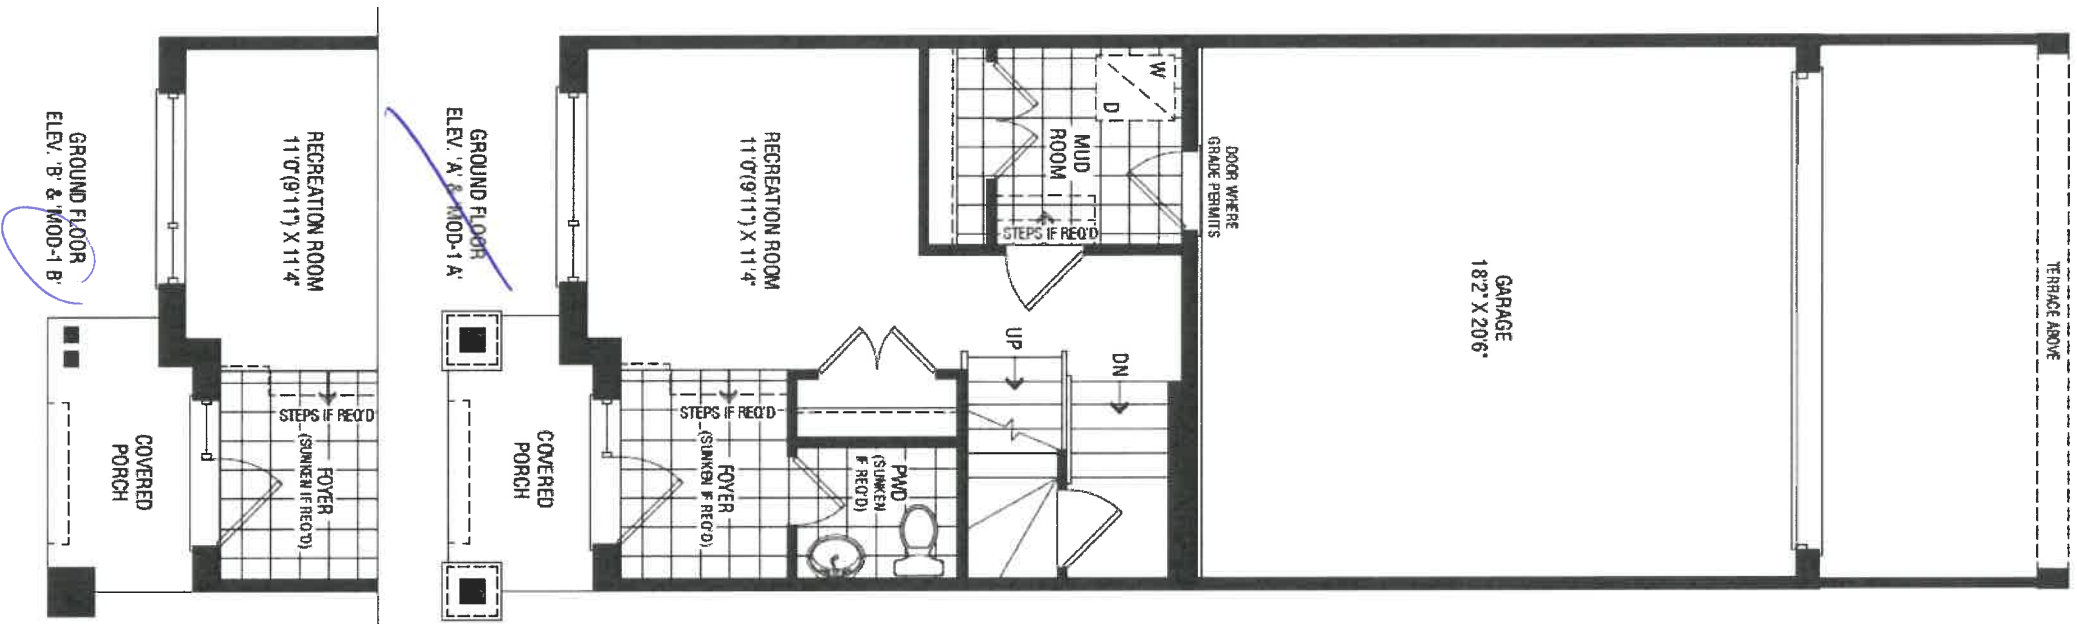 GROUND FLOOR
ELEV. 'B' & 'MOD-1 B'
RECREATION ROOM
11'0"(9'11") X 11'4"
COVERED
PORCH
STEPS IF REQ'D
FOYER
(SUNKEN IF REQ'D)
GROUND FLOOR
ELEV. 'A' & 'MOD-1 A'
RECREATION ROOM
11'0"(9'11") X 11'4"
COVERED
PORCH
STEPS IF REQ'D
FOYER
(SUNKEN IF REQ'D)
PWD
(SUNKEN
IF REQ'D)
W
D
MUD
ROOM
STEPS IF REQ'D
DOOR WHERE
GRADE PERMITS
UP
DN
GARAGE
18'2" X 20'6"
TERRACE ABOVE